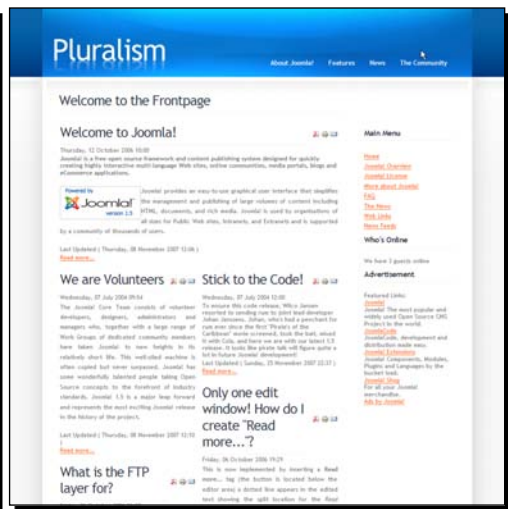 Pluralism
About Joomla! Features News The Community
Welcome to the Frontpage
Welcome to Joomla!
Thursday, 12 October 2006 10:00
Joomla! is a free open source framework and content publishing system designed for quickly
creating highly interactive multi-language Web sites, online communities, media portals, blogs and
eCommerce applications.
Powered by
Joomla!
version 1.5
Joomla! provides an easy-to-use graphical user interface that simplifies
the management and publishing of large volumes of content including
HTML, documents, and rich media. Joomla! is used by organisations of
all sizes for Public Web sites, Intranets, and Extranets and is supported
by a community of thousands of users.
Last Updated ( Thursday, 08 November 2007 12:06 )
Read more...
We are Volunteers
Wednesday, 07 July 2004 09:54
The Joomla! Core Team consists of volunteer
developers, designers, administrators and
managers who, together with a large range of
Work Groups of dedicated community members
have taken Joomla! to new heights in its
relatively short life. This well-oiled machine is
often copied but never surpassed. Joomla! has
some wonderfully talented people taking Open
Source concepts to the forefront of industry
standards. Joomla! 1.5 is a major leap forward
and represents the most exciting Joomla! release
in the history of the project.
Last Updated ( Thursday, 08 November 2007 12:10
)
Read more...
What is the FTP
layer for?
Stick to the Code!
Wednesday, 07 July 2004 12:00
To ensure this code release, Wilco Jansen
resorted to sending rum to joint lead developer
Johan Janssens. Johan, who's had a penchant for
rum ever since the first "Pirate's of the
Caribbean" movie screened, took the bait, mixed
it with Cola, and here we are with our latest 1.5
release. It looks like pirate talk will figure quite a
lot in future Joomla! development!
Last Updated ( Sunday, 25 November 2007 22:37 )
Read more...
Only one edit
window! How do I
create "Read
more..."?
Friday, 06 October 2006 19:29
This is now implemented by inserting a Read
more... tag (the button is located below the
editor area) a dotted line appears in the edited
text showing the split location for the Read
Main Menu
Home
Joomla! Overview
Joomla! License
More about Joomla!
FAQ
The News
Web Links
News Feeds
Who's Online
We have 3 guests online
Advertisement
Featured Links:
Joomla!
Joomla! The most popular and
widely used Open Source CMS
Project in the world.
JoomlaCode
JoomlaCode, development and
distribution made easy.
Joomla! Extensions
Joomla! Components, Modules,
Plugins and Languages by the
bucket load.
Joomla! Shop
For all your Joomla!
merchandise.
Ads by Joomla!